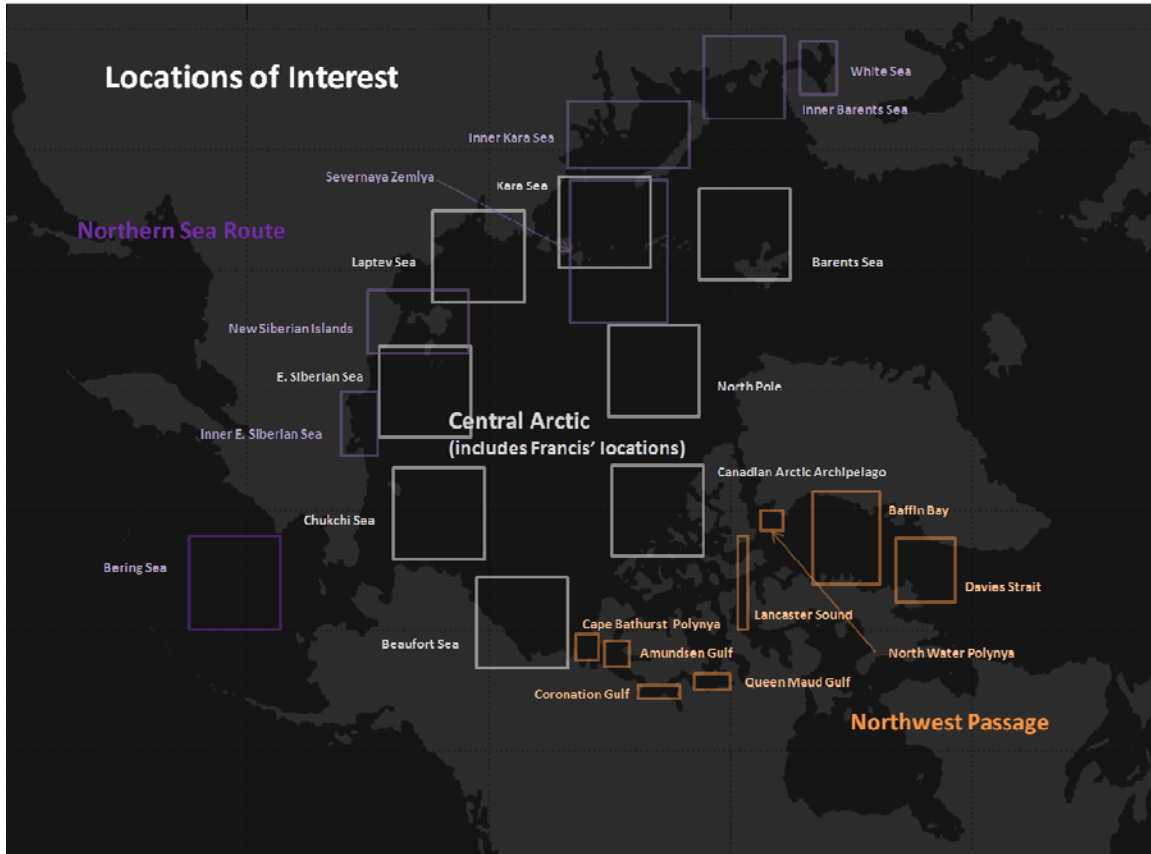 Locations of Interest
White Sea
Inner Barents Sea
Inner Kara Sea
Severnaya Zemlya
Kara Sea
Northern Sea Route
Laptev Sea
Barents Sea
New Siberian Islands
E. Siberian Sea
North Pole
Central Arctic
(includes Francis' locations)
Inner E. Siberian Sea
Canadian Arctic Archipelago
Chukchi Sea
Baffin Bay
Bering Sea
Davies Strait
Lancaster Sound
Cape Bathurst Polynya
Beaufort Sea
Amundsen Gulf
North Water Polynya
Queen Maud Gulf
Coronation Gulf
Northwest Passage